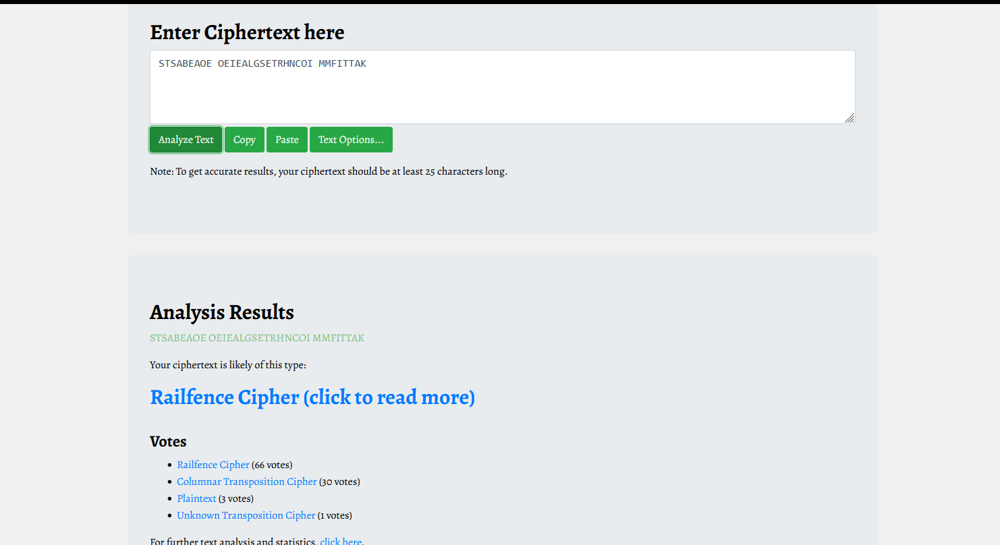 Enter Ciphertext here
STSABEAOE OEIEALGSETRHNCOI MMFITTAK
Analyze Text Copy Paste Text Options...
Note: To get accurate results, your ciphertext should be at least 25 characters long.
Analysis Results
STSABEAOE OEIEALGSETRHNCOI MMFITTAK
Your ciphertext is likely of this type:
Railfence Cipher (click to read more)
Votes
• Railfence Cipher (66 votes)
• Columnar Transposition Cipher (30 votes)
• Plaintext (3 votes)
• Unknown Transposition Cipher (1 votes)
For further text analysis and statistics, click here.